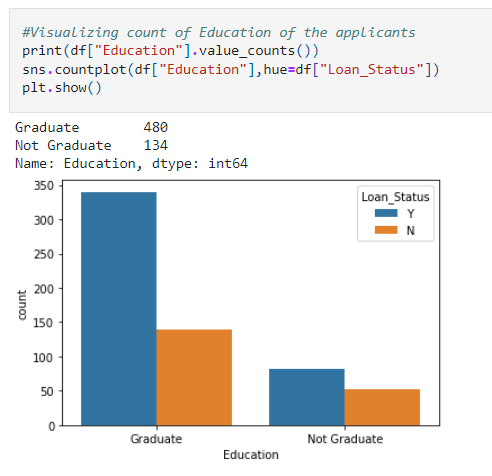 #Visualizing count of Education of the applicants
print(df["Education"].value_counts())
sns.countplot(df["Education"],hue=df["Loan_Status"])
plt.show()
Graduate        480
Not Graduate    134
Name: Education, dtype: int64
350
300
250
200
150
100
50
0
count
Loan_Status
Y
N
Graduate
Not Graduate
Education